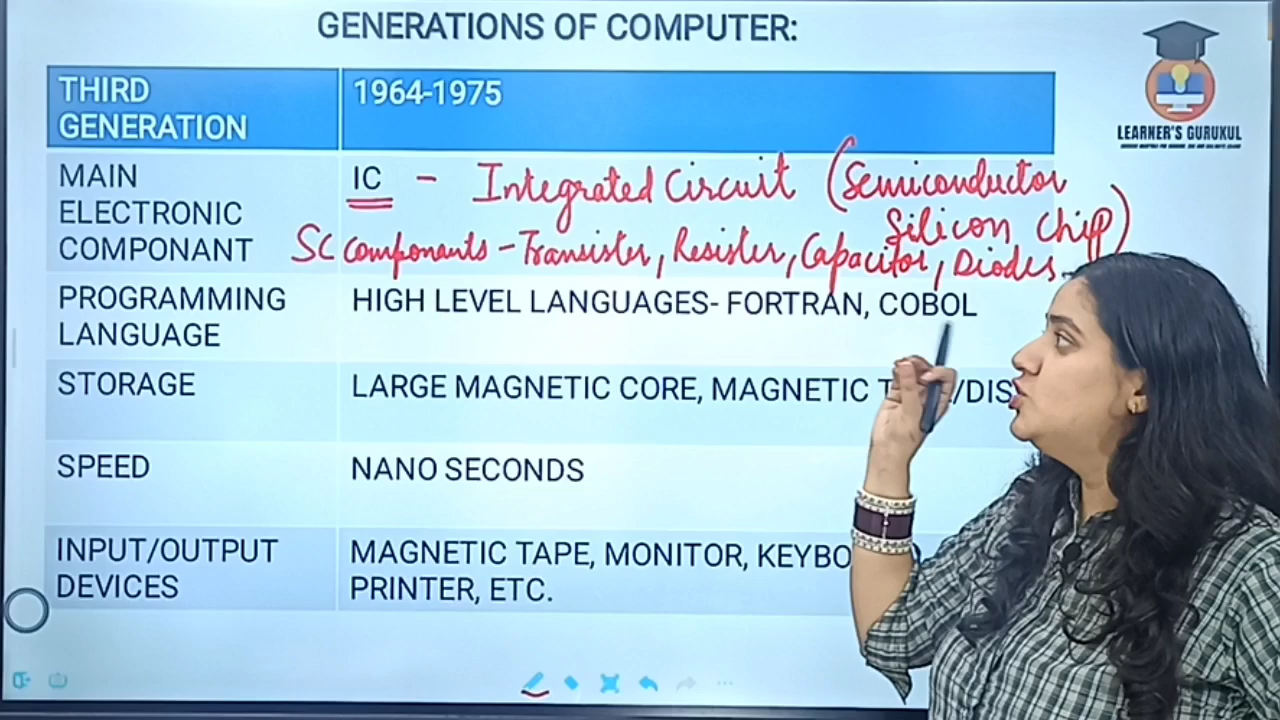 GENERATIONS OF COMPUTER:
THIRD
GENERATION
1964-1975
LEARNER'S GURUKUL
MAIN
ELECTRONIC
COMPONANT
IC - Integrated Circuit (Semiconductor
Silicon Chip)
SC components - Transister, Resister, Capacitor, Diodes
PROGRAMMING
LANGUAGE
HIGH LEVEL LANGUAGES- FORTRAN, COBOL
STORAGE
LARGE MAGNETIC CORE, MAGNETIC
SPEED
NANO SECONDS
INPUT/OUTPUT
DEVICES
MAGNETIC TAPE, MONITOR,
PRINTER, ETC.